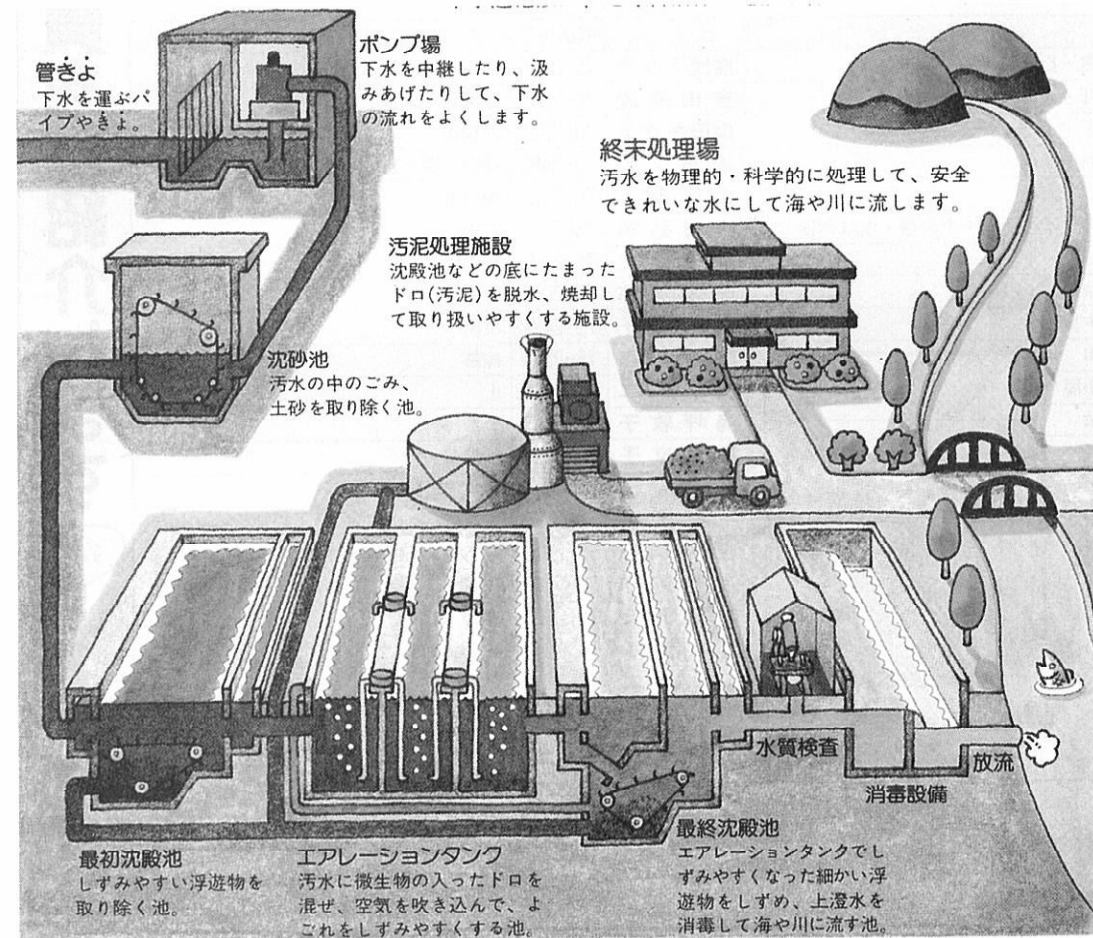 管きよ
下水を運ぶパ
イプやきよ。
ポンプ場
下水を中継したり、汲
みあげたりして、下水
の流れをよくします。
終末処理場
汚水を物理的・科学的に処理して、安全
できれいな水にして海や川に流します。
汚泥処理施設
沈殿池などの底にたまった
ドロ(汚泥)を脱水、焼却し
て取り扱いやすくする施設。
沈砂池
汚水の中のごみ、
土砂を取り除く池。
水質検査
放流
消毒設備
最初沈殿池
しずみやすい浮遊物を
取り除く池。
エアレーションタンク
汚水に微生物の入ったドロを
混ぜ、空気を吹き込んで、よ
ごれをしずみやすくする池。
最終沈殿池
エアレーションタンクでし
ずみやすくなった細かい浮
遊物をしずめ、上澄水を
消毒して海や川に流す池。